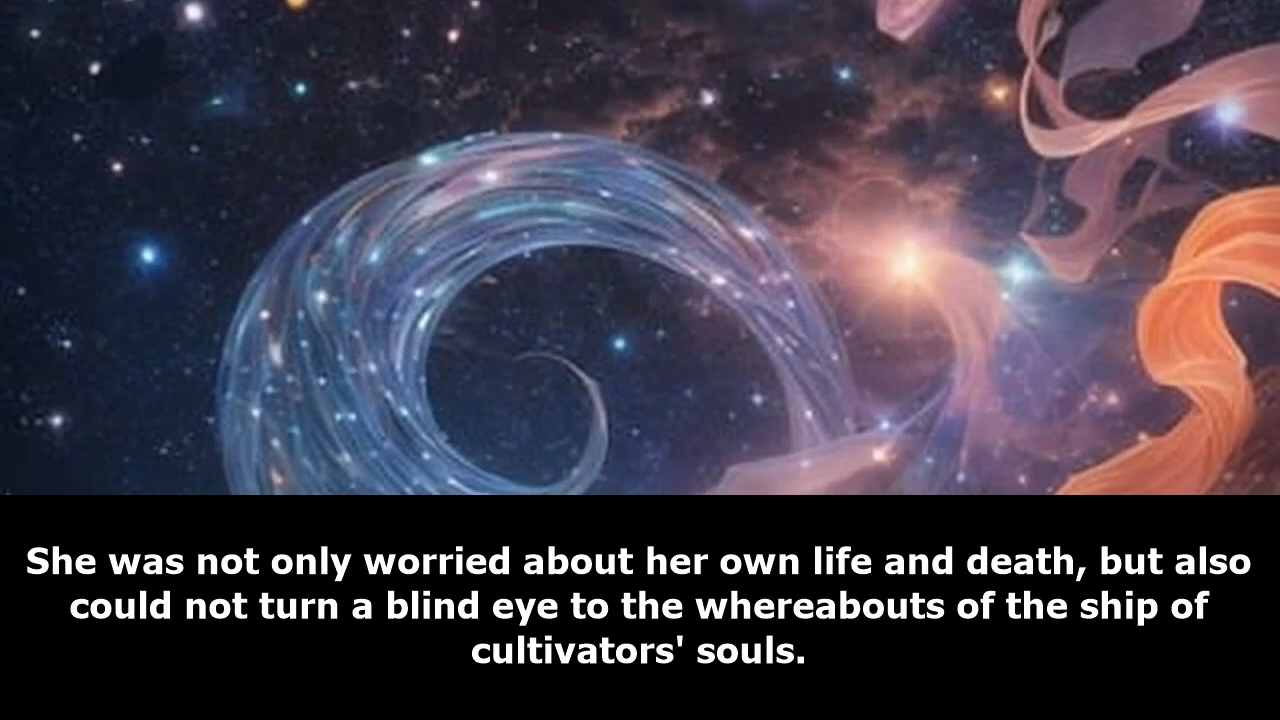 She was not only worried about her own life and death, but also
could not turn a blind eye to the whereabouts of the ship of
cultivators' souls.